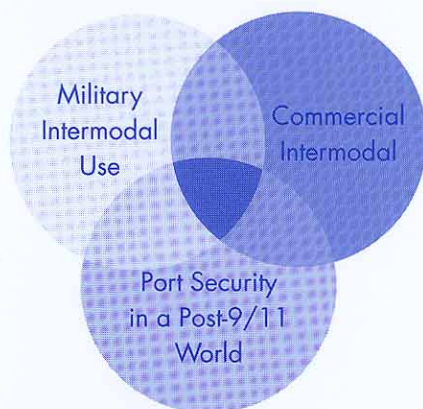 Military
Intermodal
Use
Commercial
Intermodal
Port Security
in a Post-9/11
World